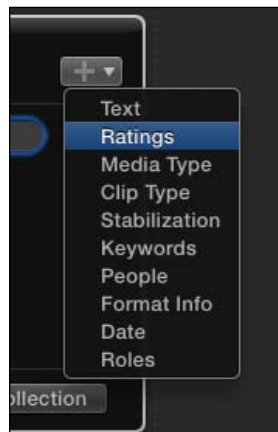 Text
Ratings
Media Type
Clip Type
Stabilization
Keywords
People
Format Info
Date
Roles
ollection